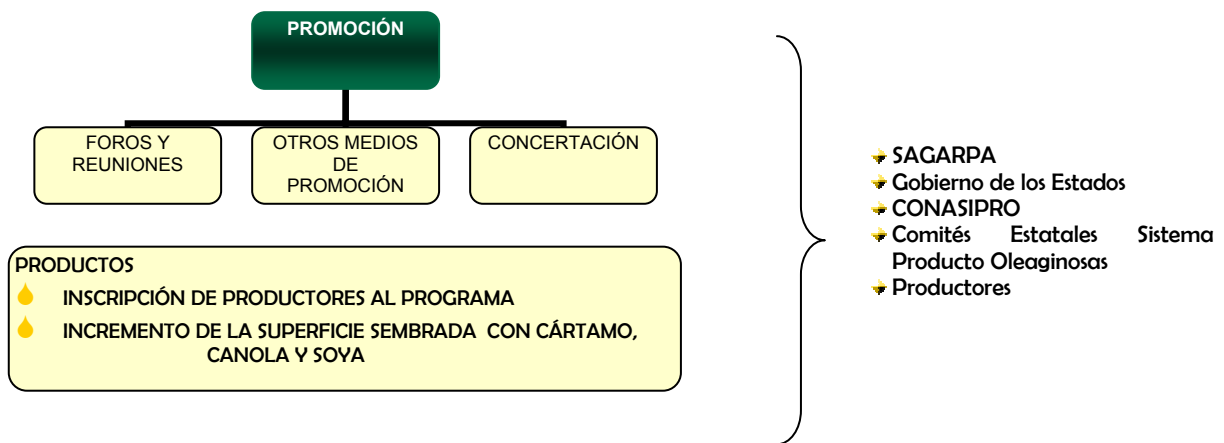 PROMOCIÓN
FOROS Y
REUNIONES
OTROS MEDIOS
DE
PROMOCIÓN
CONCERTACIÓN
PRODUCTOS
INSCRIPCIÓN DE PRODUCTORES AL PROGRAMA
INCREMENTO DE LA SUPERFICIE SEMBRADA CON CÁRTAMO,
CANOLA Y SOYA
SAGARPA
Gobierno de los Estados
CONASIPRO
Comités Estatales Sistema
Producto Oleaginosas
Productores